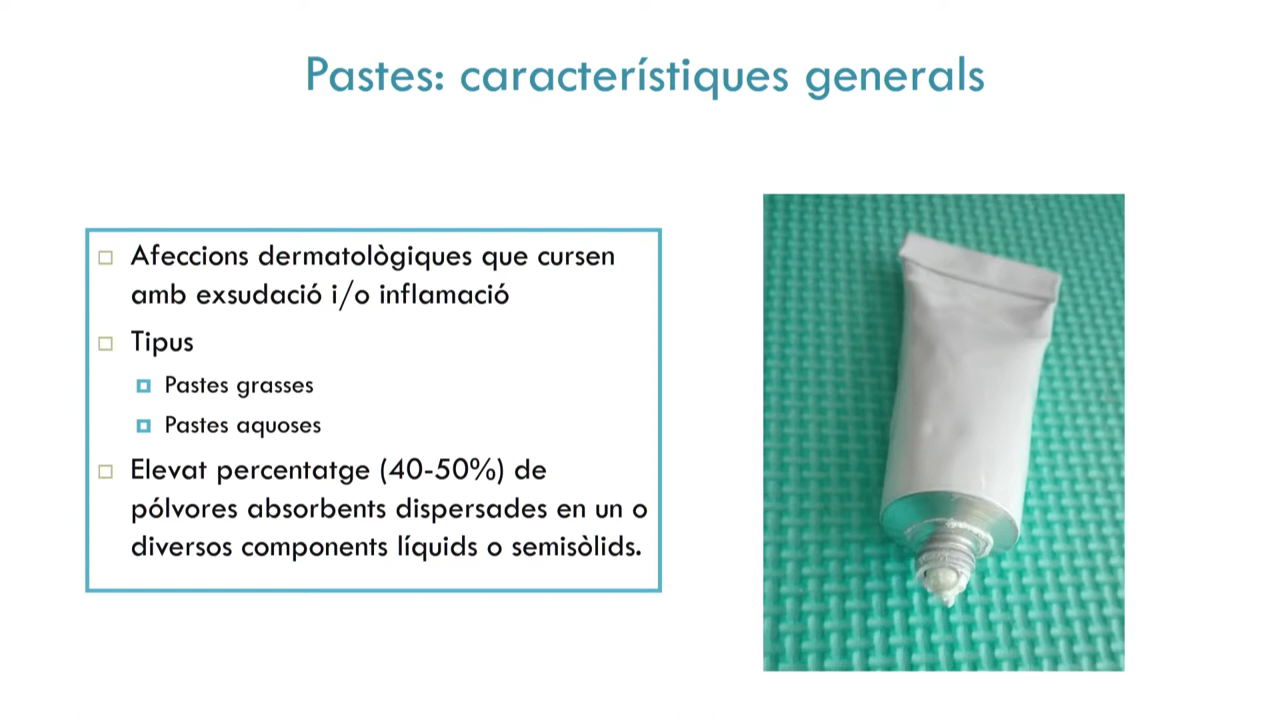 Pastes: característiques generals
Afeccions dermatològiques que cursen
amb exsudació i/o inflamació
Tipus
Pastes grasses
Pastes aquoses
Elevat percentatge (40-50%) de
pólvores absorbents dispersades en un o
diversos components líquids o semisòlids.